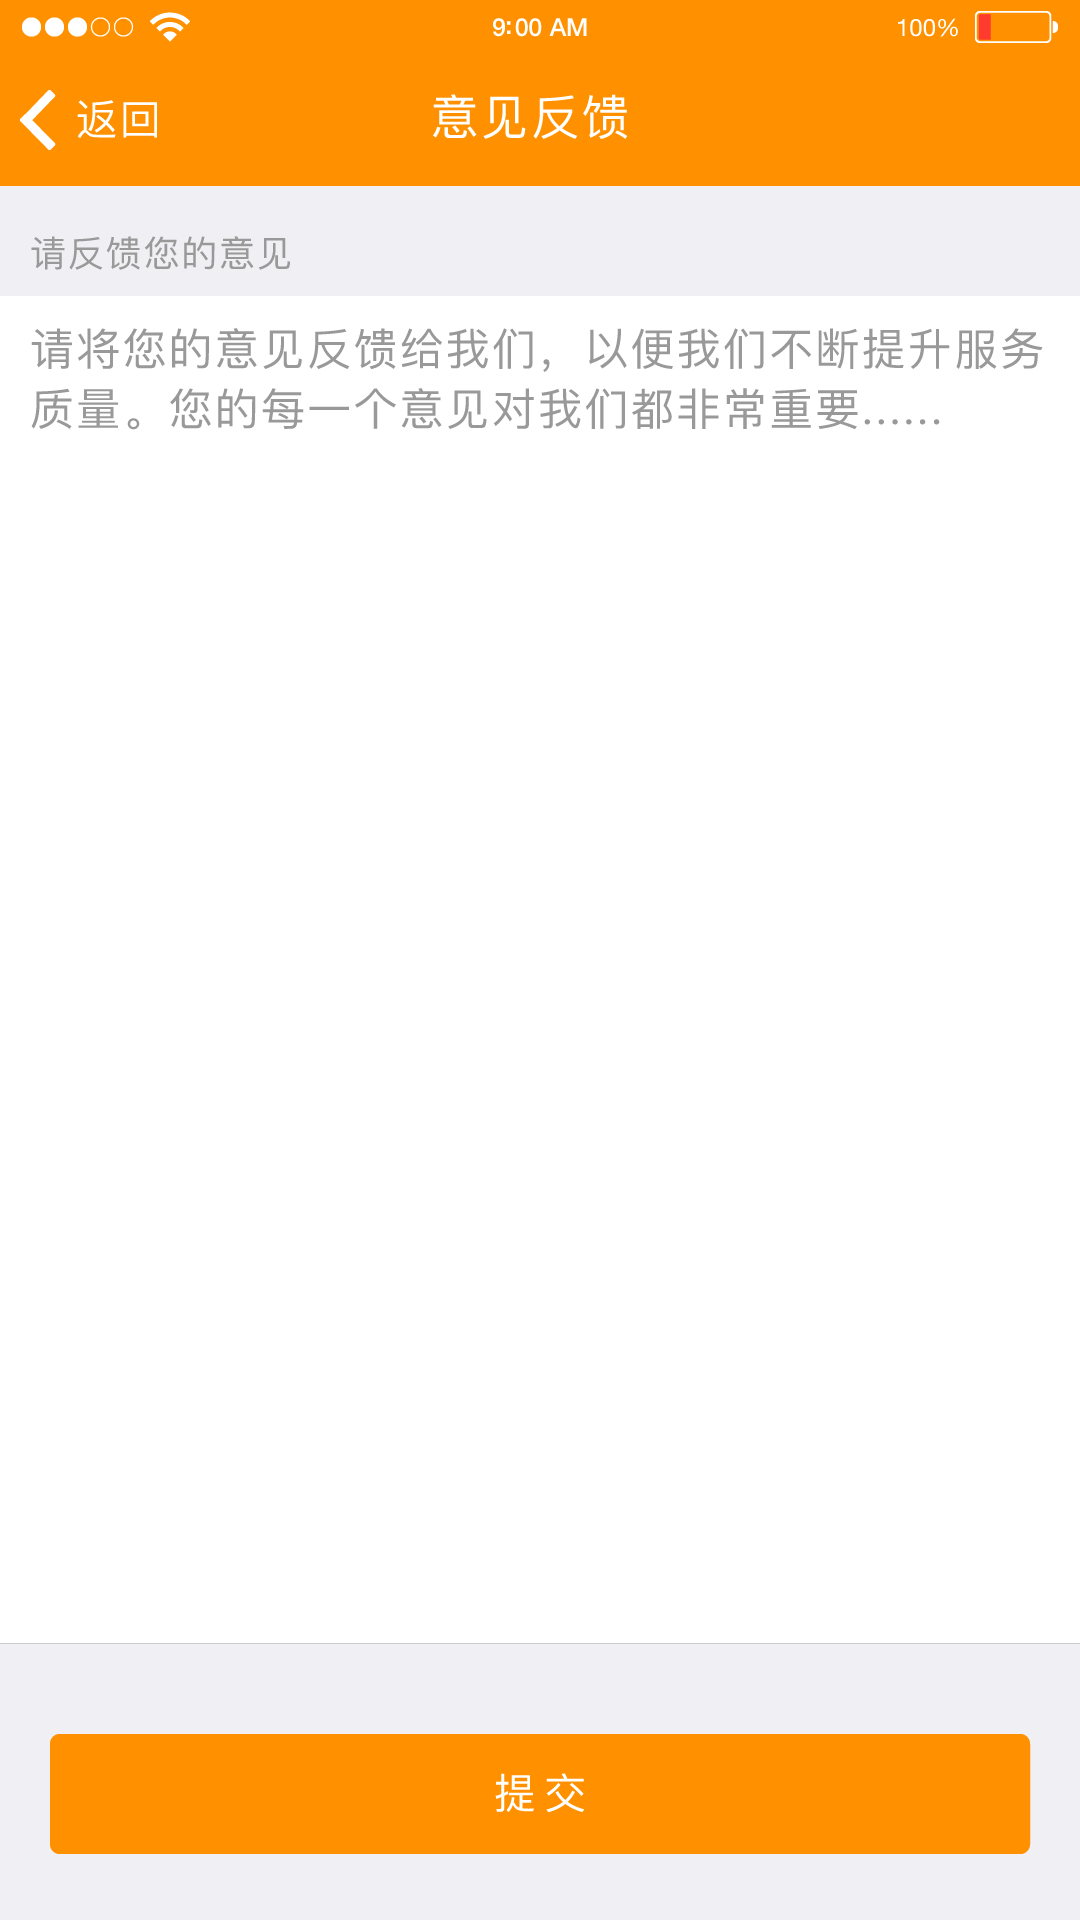 9:00 AM
100%
返回
意见反馈
请反馈您的意见
请将您的意见反馈给我们，以便我们不断提升服务
质量。您的每一个意见对我们都非常重要......
提交